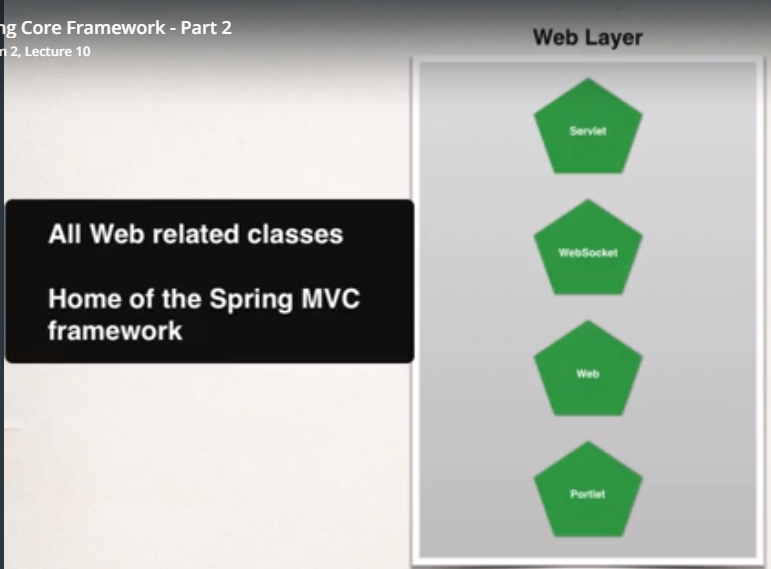 ng Core Framework - Part 2
n 2, Lecture 10
Web Layer
All Web related classes
Home of the Spring MVC
framework
Servlet
WebSocket
Web
Portlet